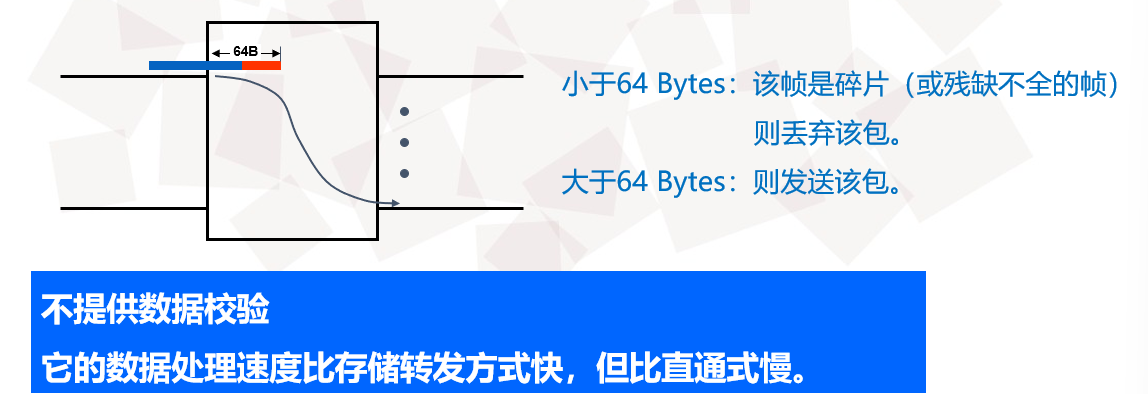 64B
小于64 Bytes：该帧是碎片（或残缺不全的帧）
则丢弃该包。
大于64 Bytes：则发送该包。
不提供数据校验
它的数据处理速度比存储转发方式快，但比直通式慢。